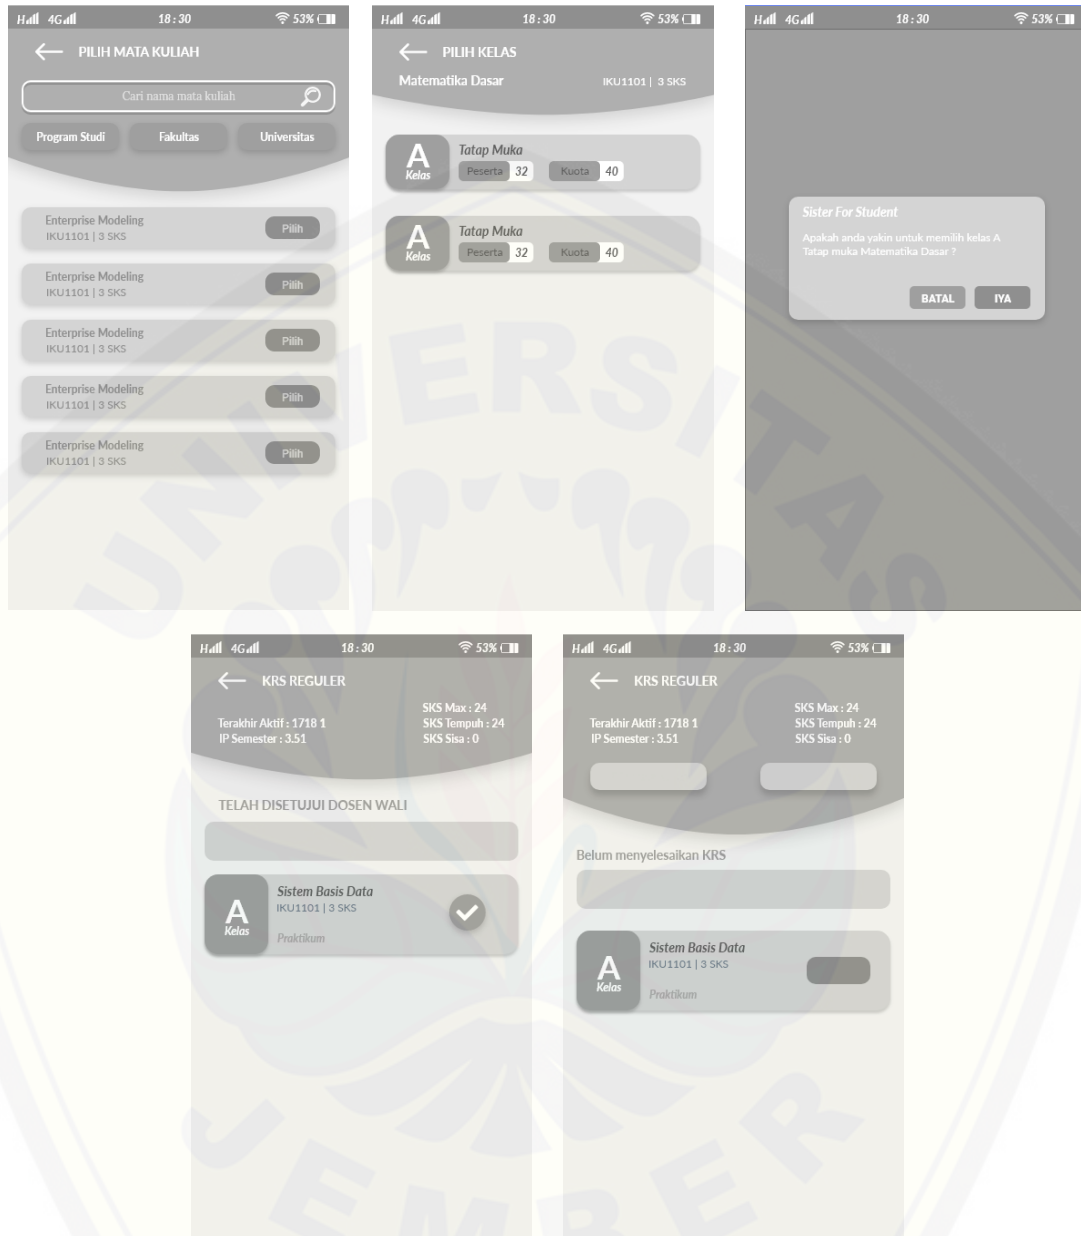 H 4G 18:30 53%
PILIH MATA KULIAH
Cari nama mata kuliah
Program Studi Fakultas Universitas
Enterprise Modeling
IKU1101 | 3 SKS
Pilih
Enterprise Modeling
IKU1101 | 3 SKS
Pilih
Enterprise Modeling
IKU1101 | 3 SKS
Pilih
Enterprise Modeling
IKU1101 | 3 SKS
Pilih
Enterprise Modeling
IKU1101 | 3 SKS
Pilih
H 4G 18:30 53%
PILIH KELAS
Matematika Dasar IKU1101 | 3 SKS
A
Kelas
Tatap Muka
Peserta 32 Kuota 40
A
Kelas
Tatap Muka
Peserta 32 Kuota 40
H 4G 18:30 53%
Sister For Student
Apakah anda yakin untuk memilih kelas A
Tatap muka Matematika Dasar ?
BATAL IYA
H 4G 18:30 53%
KRS REGULER
SKS Max : 24
Terakhir Aktif : 1718 1 SKS Tempuh : 24
IP Semester : 3.51 SKS Sisa : 0
TELAH DISETUJUI DOSEN WALI
A
Kelas
Sistem Basis Data
IKU1101 | 3 SKS
Praktikum
H 4G 18:30 53%
KRS REGULER
SKS Max : 24
Terakhir Aktif : 1718 1 SKS Tempuh : 24
IP Semester : 3.51 SKS Sisa : 0
Belum menyelesaikan KRS
A
Kelas
Sistem Basis Data
IKU1101 | 3 SKS
Praktikum
UNIVERSITAS
JEMBER